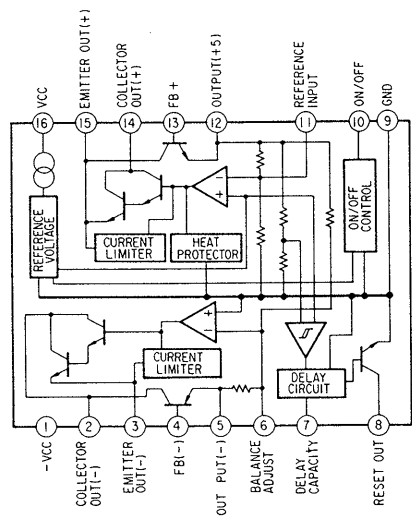 VCC
EMITTER OUT(+)
COLLECTOR
OUT(+)
FB+
OUTPUT(+5)
REFERENCE
INPUT
ON/OFF
GND
16
15
14
13
12
11
10
9
REFERENCE
VOLTAGE
CURRENT
LIMITER
HEAT
PROTECTOR
ON/OFF
CONTROL
-
+
+
-
CURRENT
LIMITER
DELAY
CIRCUIT
1
2
3
4
5
6
7
8
-VCC
COLLECTOR
OUT(-)
EMITTER
OUT(-)
FB(-)
OUT PUT(-)
BALANCE
ADJUST
DELAY
CAPACITY
RESET OUT